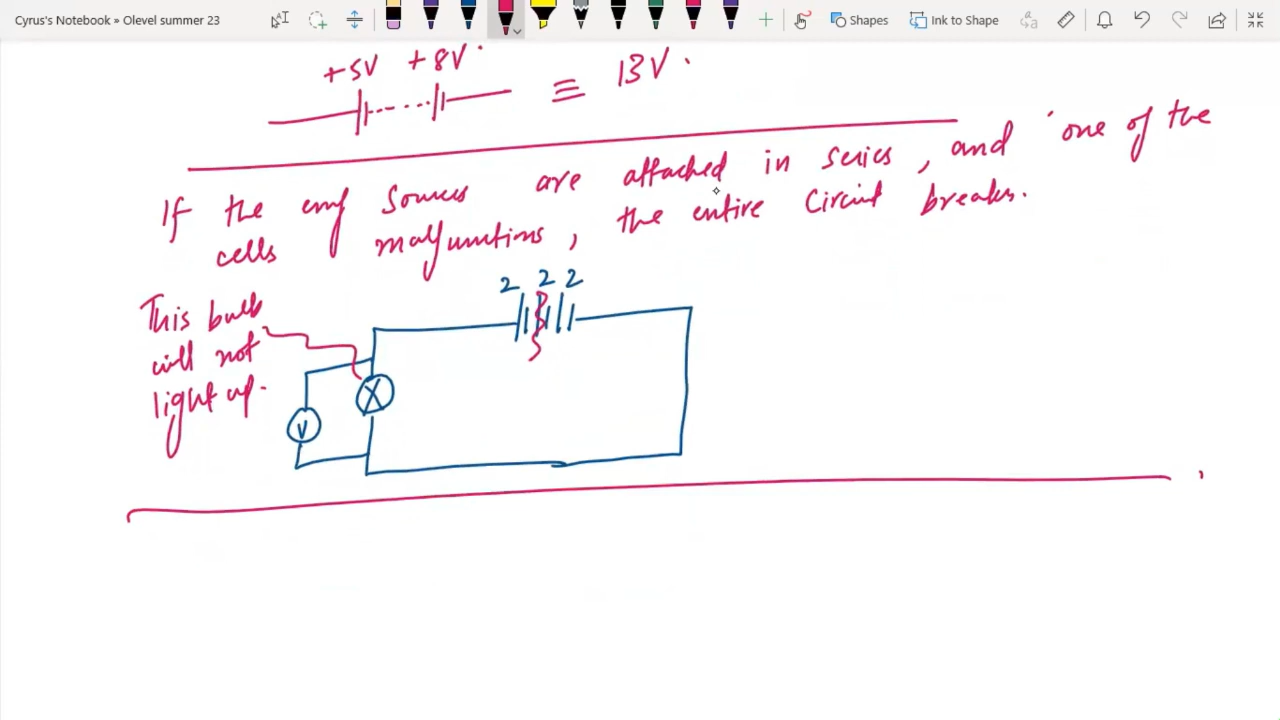 Cyrus's Notebook » Olevel summer 23
Shapes
Ink to Shape
+5V +8V.
≡ 13V.
If the emf sources are attached in series, and one of the
cells malfunctions, the entire circuit breaks.
2 2 2
This bulb
will not
light up.
V